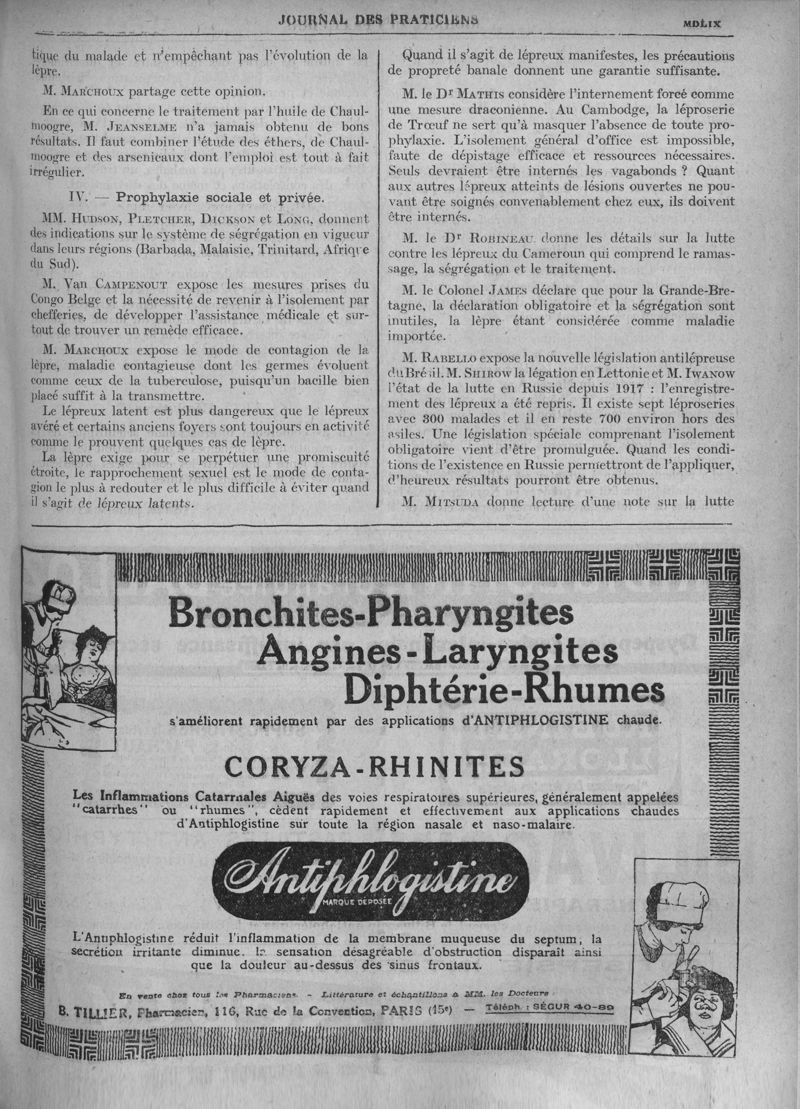 JOURNAL DES PRATICIENS
MDLIX
tique du malade et n'empêchant pas l'évolution de la
lèpre.
M. MARCHOUX partage cette opinion.
En ce qui concerne le traitement par l'huile de Chaul-
moogre, M. JEANSELME n'a jamais obtenu de bons
résultats. Il faut combiner l'étude des éthers, de Chaul-
moogre et des arsenicaux dont l'emploi est tout à fait
irrégulier.
IV. — Prophylaxie sociale et privée.
MM. HUDSON, PLETCHER, DICKSON et LONG, donnent
des indications sur le système de ségrégation en vigueur
dans leurs régions (Barbada, Malaisie, Trinitard, Afrique
du Sud).
M. Van CAMPENOUT expose les mesures prises du
Congo Belge et la nécessité de revenir à l'isolement par
chefferies, de développer l'assistance médicale et sur-
tout de trouver un remède efficace.
M. MARCHOUX expose le mode de contagion de la
lèpre, maladie contagieuse dont les germes évoluent
comme ceux de la tuberculose, puisqu'un bacille bien
placé suffit à la transmettre.
Le lépreux latent est plus dangereux que le lépreux
avéré et certains anciens foyers sont toujours en activité
comme le prouvent quelques cas de lèpre.
La lèpre exige pour se perpétuer une promiscuité
étroite, le rapprochement sexuel est le mode de conta-
gion le plus à redouter et le plus difficile à éviter quand
il s'agit de lépreux latents.
Quand il s'agit de lépreux manifestes, les précautions
de propreté banale donnent une garantie suffisante.
M. le Dr MATHIS considère l'internement forcé comme
une mesure draconienne. Au Cambodge, la léproserie
de Trœuf ne sert qu'à masquer l'absence de toute pro-
phylaxie. L'isolement général d'office est impossible,
faute de dépistage efficace et ressources nécessaires.
Seuls devraient être internés les vagabonds ? Quant
aux autres lépreux atteints de lésions ouvertes ne pou-
vant être soignés convenablement chez eux, ils doivent
être internés.
M. le Dr ROBINEAU donne les détails sur la lutte
contre les lépreux du Cameroun qui comprend le ramas-
sage, la ségrégation et le traitement.
M. le Colonel JAMES déclare que pour la Grande-Bre-
tagne, la déclaration obligatoire et la ségrégation sont
inutiles, la lèpre étant considérée comme maladie
importée.
M. RABELLO expose la nouvelle législation antilépreuse
du Brésil. M. SHIROW la légation en Lettonie et M. IWANOW
l'état de la lutte en Russie depuis 1917 : l'enregistre-
ment des lépreux a été repris. Il existe sept léproseries
avec 300 malades et il en reste 700 environ hors des
asiles. Une législation spéciale comprenant l'isolement
obligatoire vient d'être promulguée. Quand les condi-
tions de l'existence en Russie permettront de l'appliquer,
d'heureux résultats pourront être obtenus.
M. MITSUDA donne lecture d'une note sur la lutte
Bronchites-Pharyngites
Angines-Laryngites
Diphtérie-Rhumes
s'améliorent rapidement par des applications d'ANTIPHLOGISTINE chaude.
CORYZA-RHINITES
Les Inflammations Catarrhales Aiguës des voies respiratoires supérieures, généralement appelées
"catarrhes" ou "rhumes", cèdent rapidement et effectivement aux applications chaudes
d'Antiphlogistine sur toute la région nasale et naso-malaire.
Antiphlogistine
MARQUE DÉPOSÉE
L'Antiphlogistine réduit l'inflammation de la membrane muqueuse du septum, la
secrétion irritante diminue, la sensation désagréable d'obstruction disparaît ainsi
que la douleur au-dessus des sinus frontaux.
En vente chez tous les Pharmaciens. - Littérature et échantillons à MM. les Docteurs :
B. TILLIER, Pharmacien, 116, Rue de la Convention, PARIS (15e) — Téléph. : SÉGUR 40-89